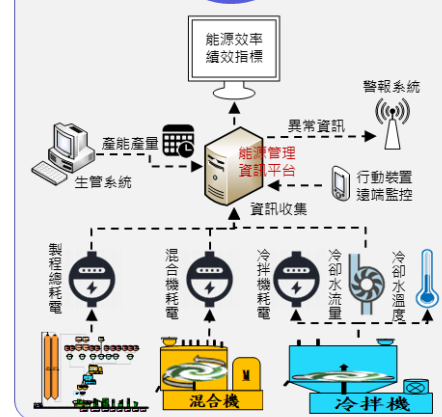 能源效率
績效指標
警報系統
產能產量
異常資訊
能源管理
資訊平台
生管系統
行動裝置
遠端監控
資訊收集
製程總耗電
混合機耗電
冷拌機耗電
冷卻水流量
冷卻水溫度
M
混合機
冷拌機